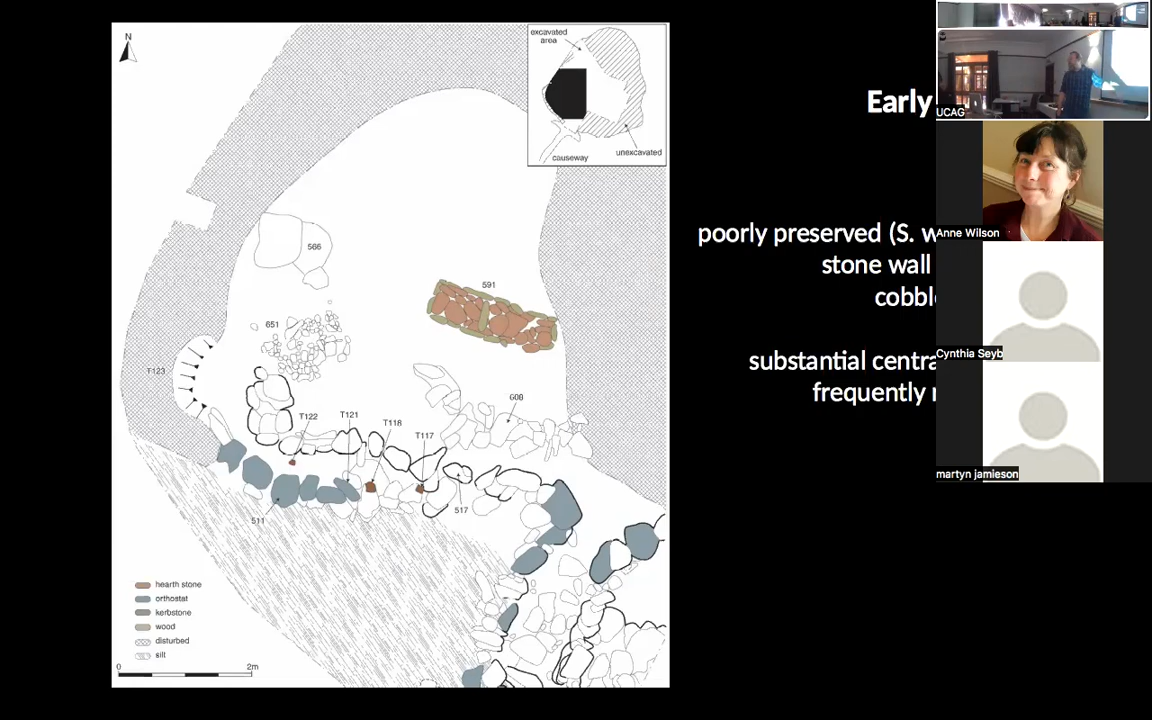 N
excavated
area
causeway
unexcavated
566
591
651
T123
T122
T121
T118
T117
608
517
511
hearth stone
orthostat
kerbstone
wood
disturbed
silt
0
2m
Early
poorly preserved (S. w
stone wall
cobble
substantial centra
frequently r
UCAG
Anne Wilson
Cynthia Seyb
martyn jamieson